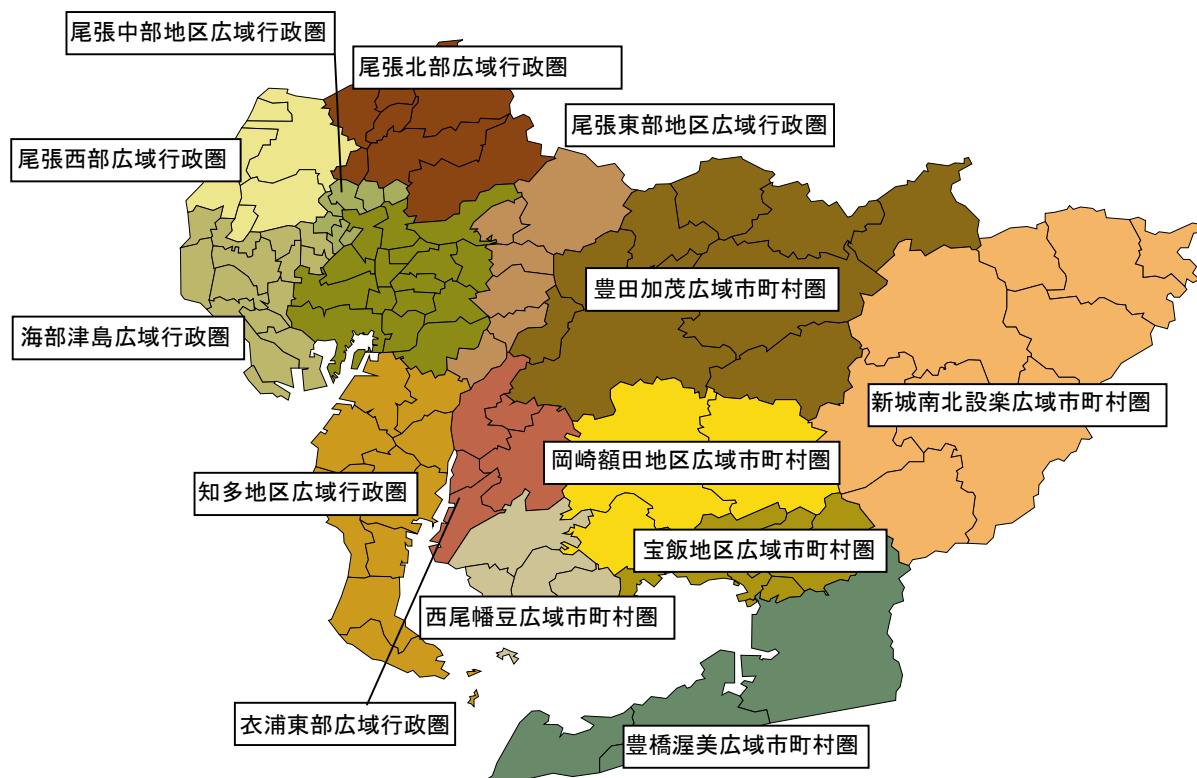 尾張中部地区広域行政圏
尾張北部広域行政圏
尾張東部地区広域行政圏
尾張西部広域行政圏
豊田加茂広域市町村圏
海部津島広域行政圏
新城南北設楽広域市町村圏
岡崎額田地区広域市町村圏
知多地区広域行政圏
宝飯地区広域市町村圏
西尾幡豆広域市町村圏
衣浦東部広域行政圏
豊橋渥美広域市町村圏